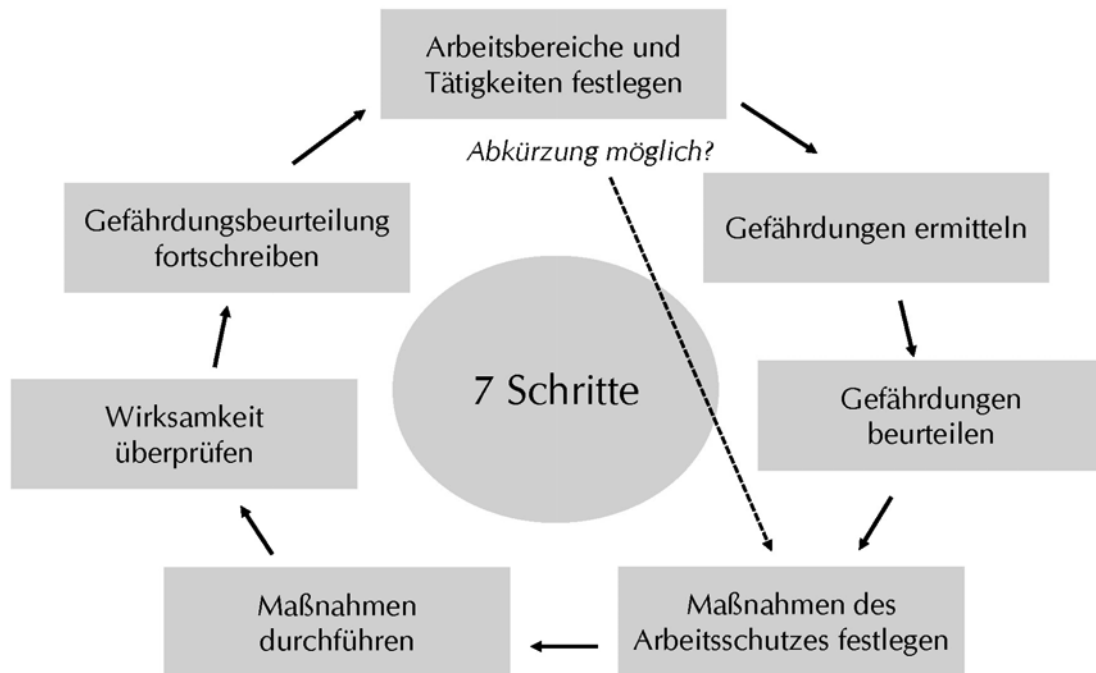 Arbeitsbereiche und
Tätigkeiten festlegen
Abkürzung möglich?
Gefährdungen ermitteln
Gefährdungen
beurteilen
Maßnahmen des
Arbeitsschutzes festlegen
Maßnahmen
durchführen
Wirksamkeit
überprüfen
Gefährdungsbeurteilung
fortschreiben
7 Schritte